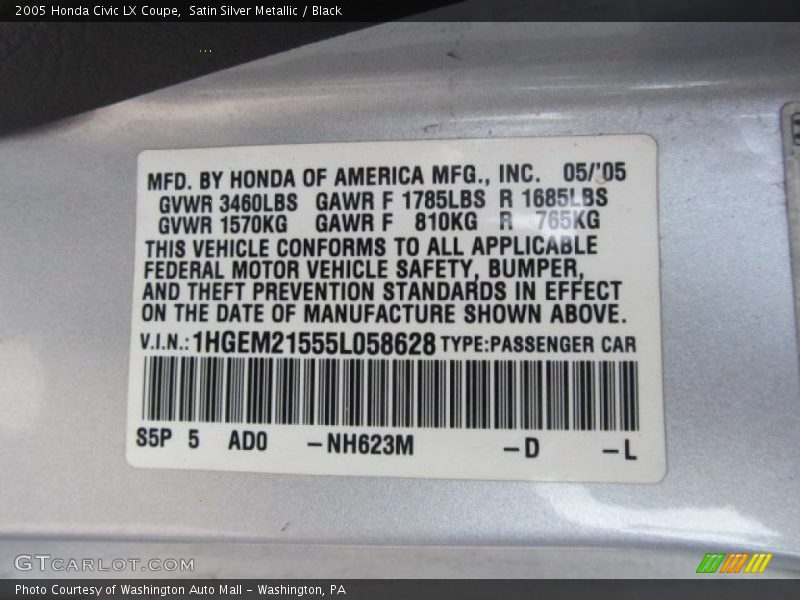 2005 Honda Civic LX Coupe, Satin Silver Metallic / Black
MFD. BY HONDA OF AMERICA MFG., INC. 05/'05
GVWR 3460LBS GAWR F 1785LBS R 1685LBS
GVWR 1570KG GAWR F 810KG R 765KG
THIS VEHICLE CONFORMS TO ALL APPLICABLE
FEDERAL MOTOR VEHICLE SAFETY, BUMPER,
AND THEFT PREVENTION STANDARDS IN EFFECT
ON THE DATE OF MANUFACTURE SHOWN ABOVE.
V.I.N.: 1HGEM21555L058628 TYPE:PASSENGER CAR
S5P 5 AD0 –NH623M –D –L
GTCARLOT.COM
Photo Courtesy of Washington Auto Mall – Washington, PA